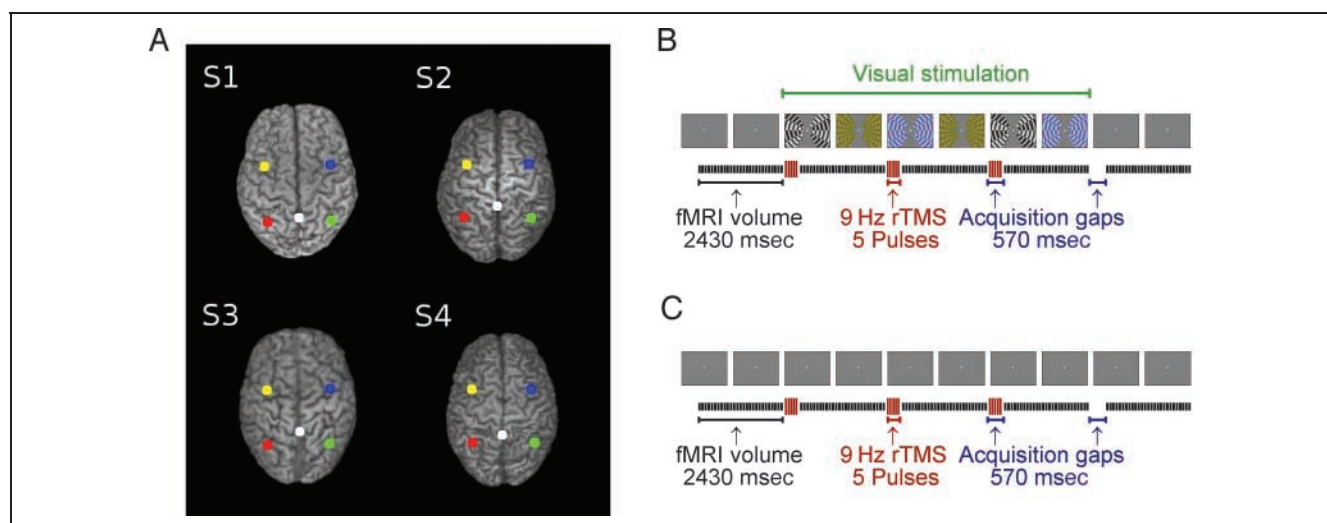 A
S1
S2
S3
S4
B
Visual stimulation
fMRI volume
2430 msec
9 Hz rTMS
5 Pulses
Acquisition gaps
570 msec
C
fMRI volume
2430 msec
9 Hz rTMS
5 Pulses
Acquisition gaps
570 msec